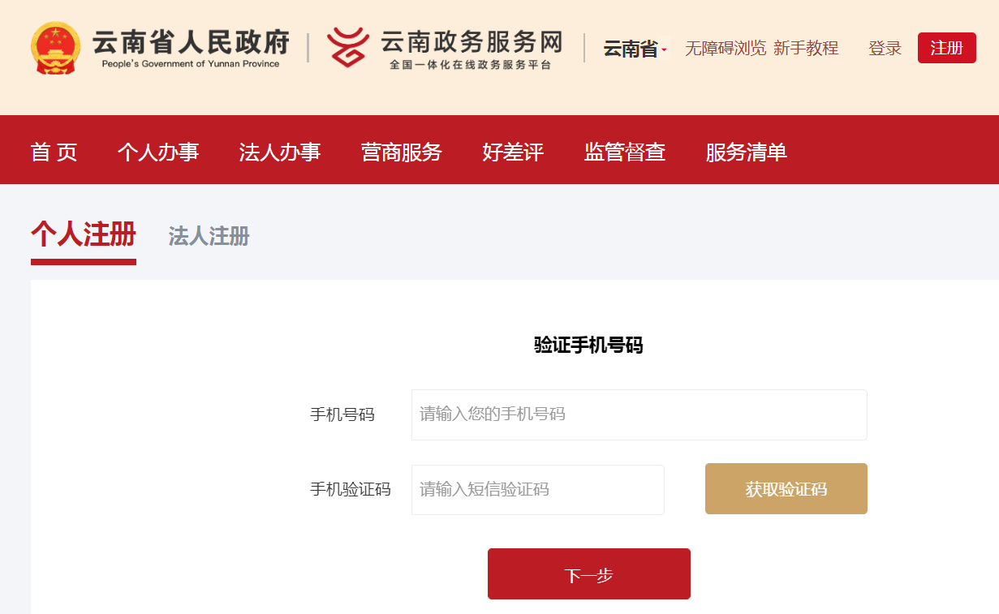 云南省人民政府
People's Government of Yunnan Province
云南政务服务网
全国一体化在线政务服务平台
云南省 无障碍浏览 新手教程 登录 注册
首页 个人办事 法人办事 营商服务 好差评 监管督查 服务清单
个人注册 法人注册
验证手机号码
手机号码 请输入您的手机号码
手机验证码 请输入短信验证码 获取验证码
下一步